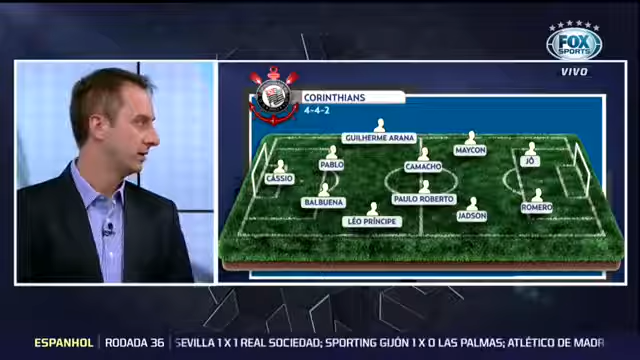 FOX
SPORTS
VIVO
CORINTHIANS
4-4-2
GUILHERME ARANA
MAYCON
PABLO
CAMACHO
JÔ
CÁSSIO
BALBUENA
PAULO ROBERTO
ROMERO
LÉO PRÍNCIPE
JADSON
ESPANHOL RODADA 36 SEVILLA 1 X 1 REAL SOCIEDAD; SPORTING GIJÓN 1 X 0 LAS PALMAS; ATLÉTICO DE MADR